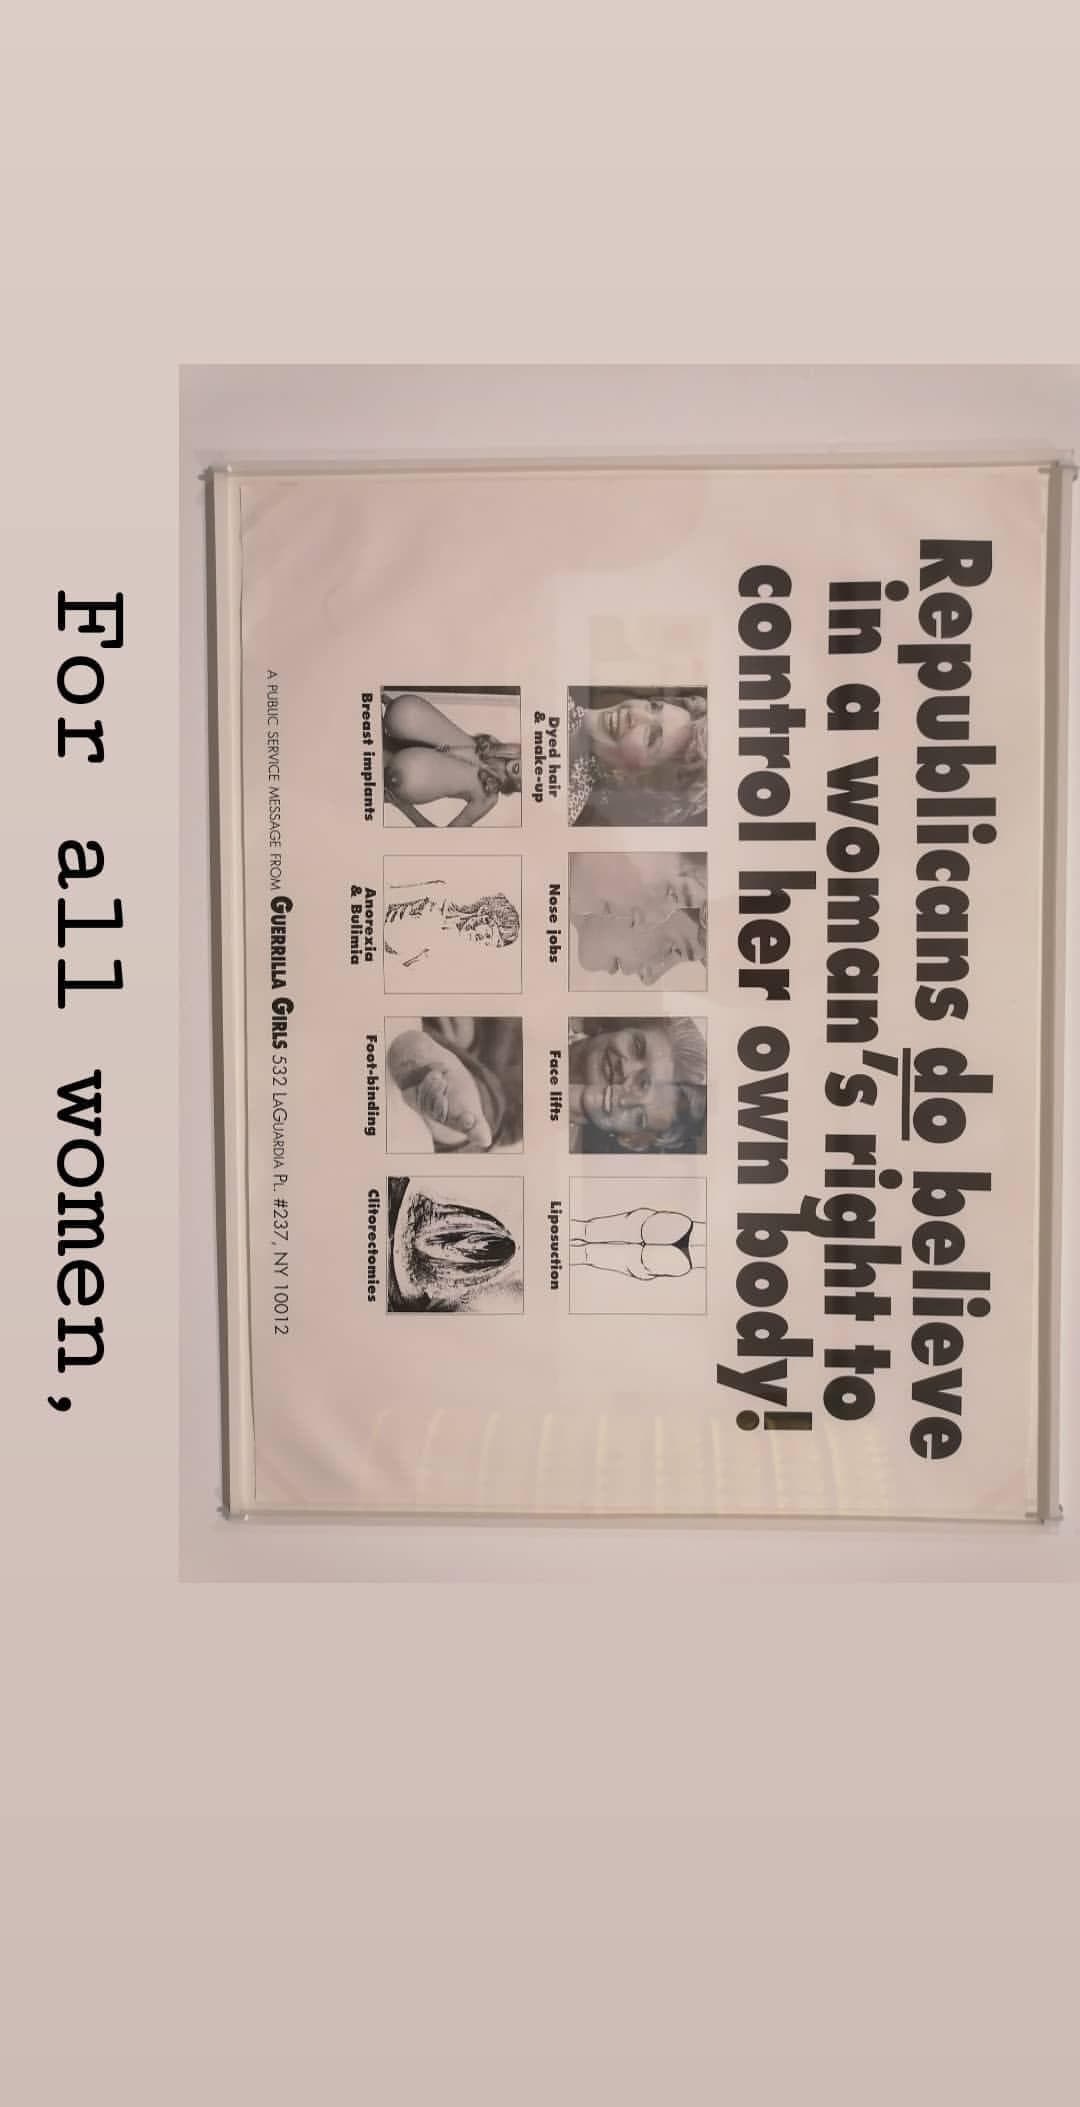 Republicans do believe
in a woman's right to
control her own body!
Dyed hair
& make-up
Nose jobs
Face lifts
Liposuction
Breast implants
Anorexia
& Bulimia
Foot-binding
Clitorectomies
A PUBLIC SERVICE MESSAGE FROM GUERRILLA GIRLS 532 LAGUARDIA PL. #237, NY 10012
For all women,